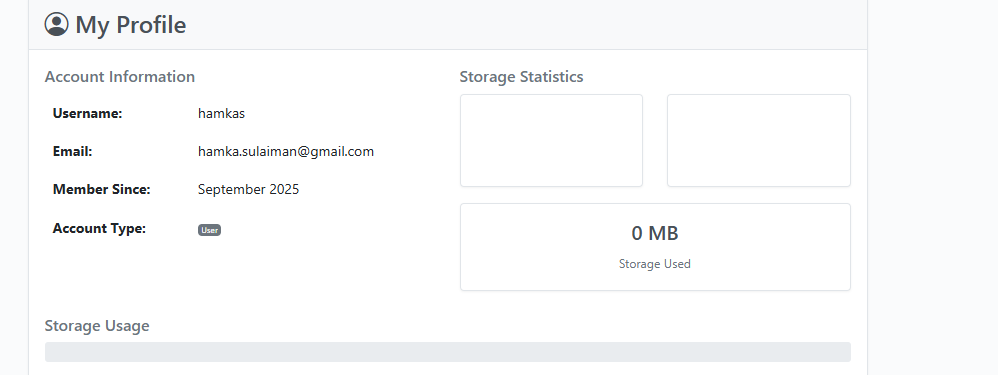 My Profile
Account Information
Username: hamkas
Email: hamka.sulaiman@gmail.com
Member Since: September 2025
Account Type: User
Storage Statistics
0 MB
Storage Used
Storage Usage